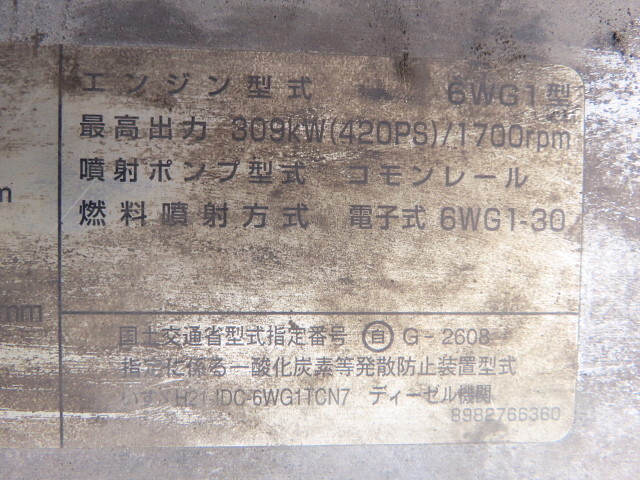 エンジン型式 6WG1型
最高出力 309kW(420PS)/1700rpm
噴射ポンプ型式 コモンレール
m
燃料噴射方式 電子式 6WG1-30
mm
国土交通省型式指定番号 自 G-2608
指定に係る一酸化炭素等発散防止装置型式
いすゞH21・IDC-6WG1TCN7 ディーゼル機関
8982766360